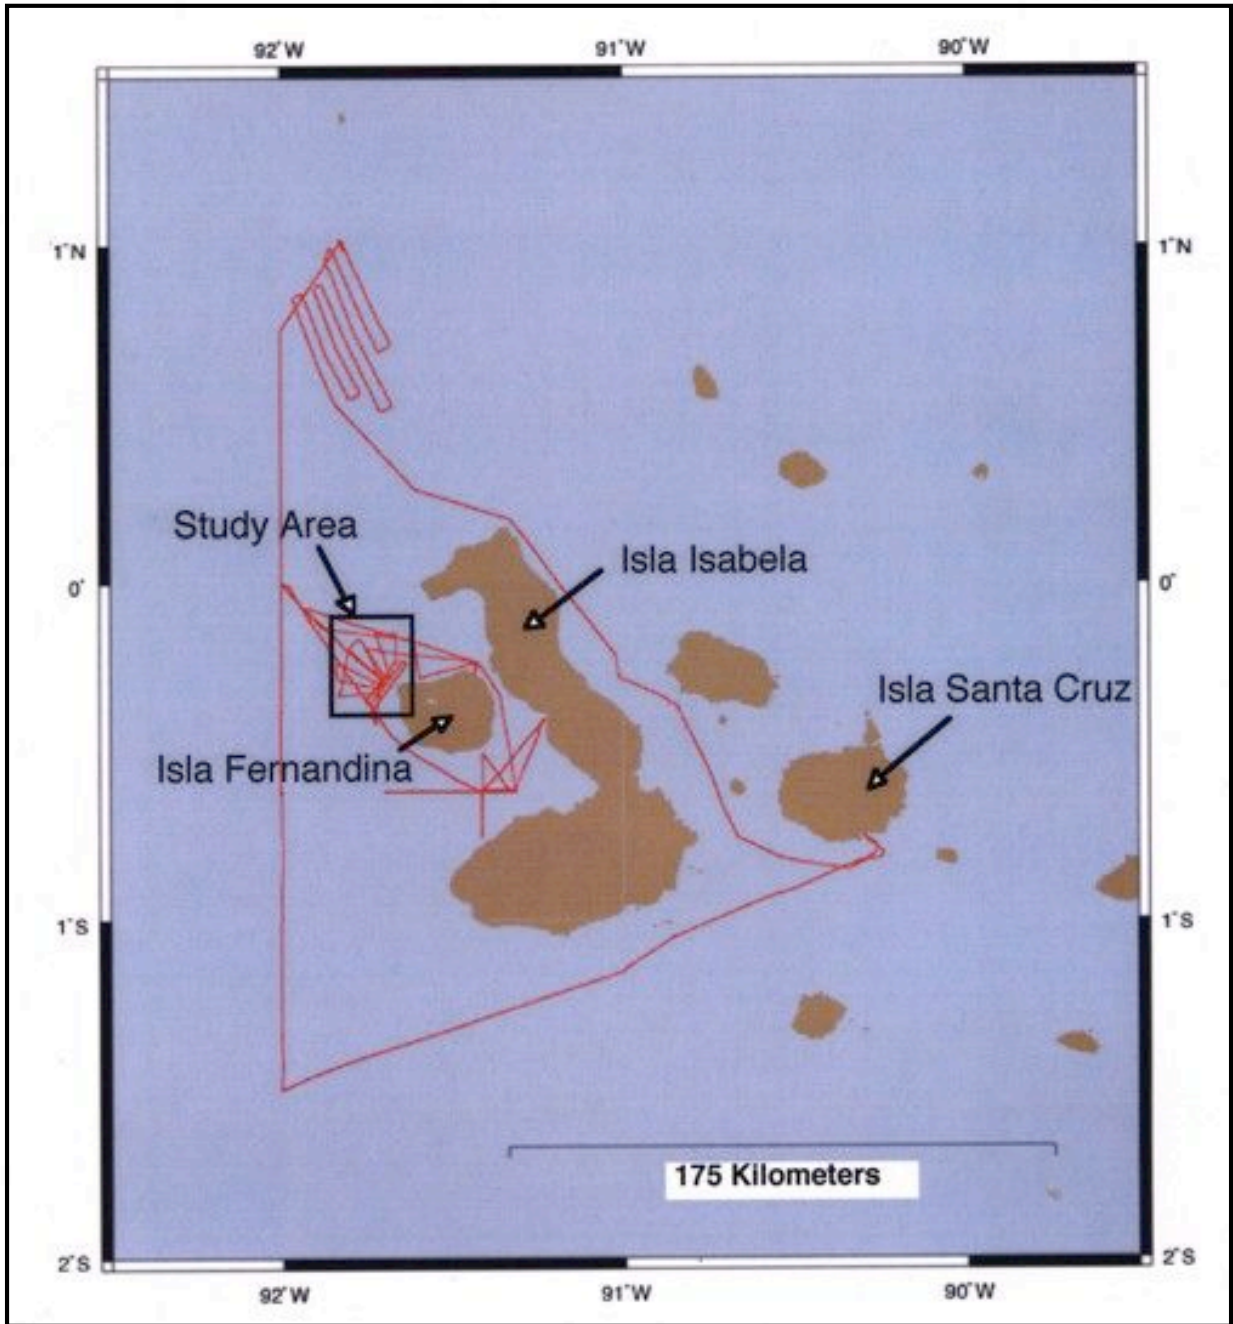 92°W 91°W 90°W
1°N 1°N
Study Area
Isla Isabela
0° 0°
Isla Santa Cruz
Isla Fernandina
1°S 1°S
175 Kilometers
2°S 2°S
92°W 91°W 90°W